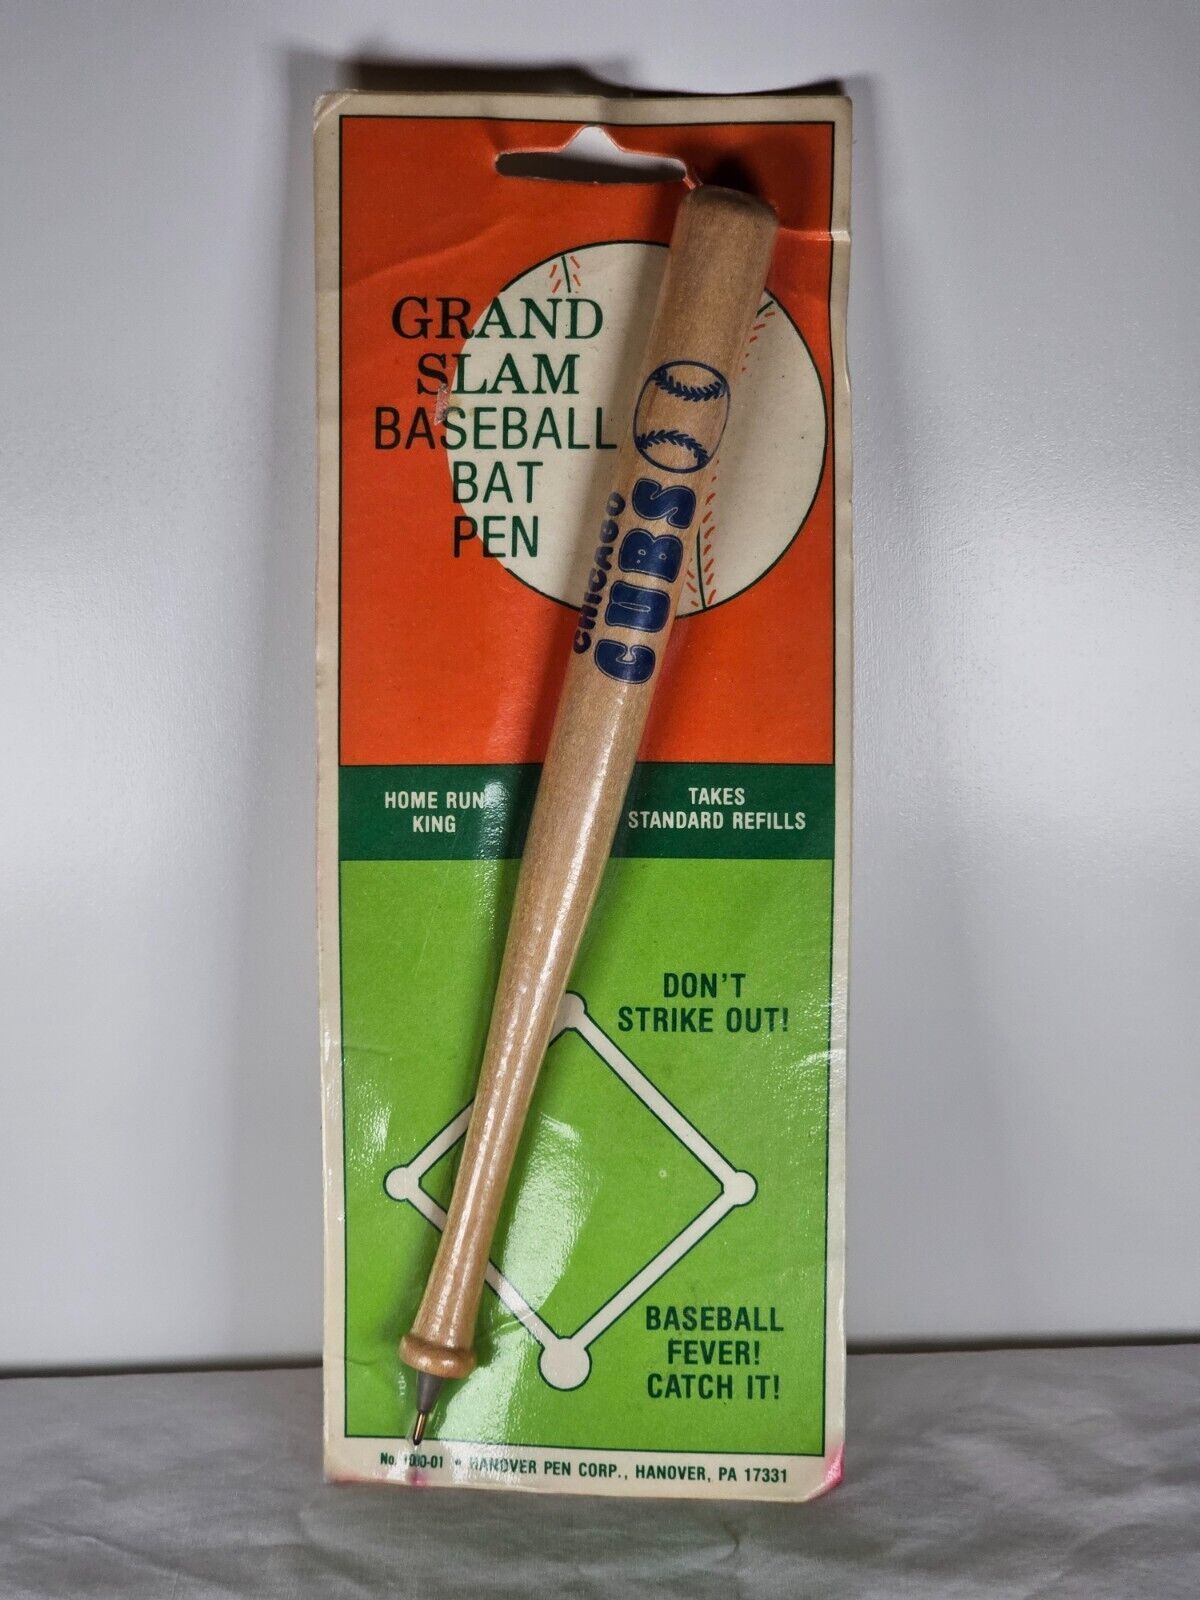 GRAND
SLAM
BASEBALL
BAT
PEN
CHICAGO
CUBS
HOME RUN
KING
TAKES
STANDARD REFILLS
DON'T
STRIKE OUT!
BASEBALL
FEVER!
CATCH IT!
No. HANOVER PEN CORP., HANOVER, PA 17331